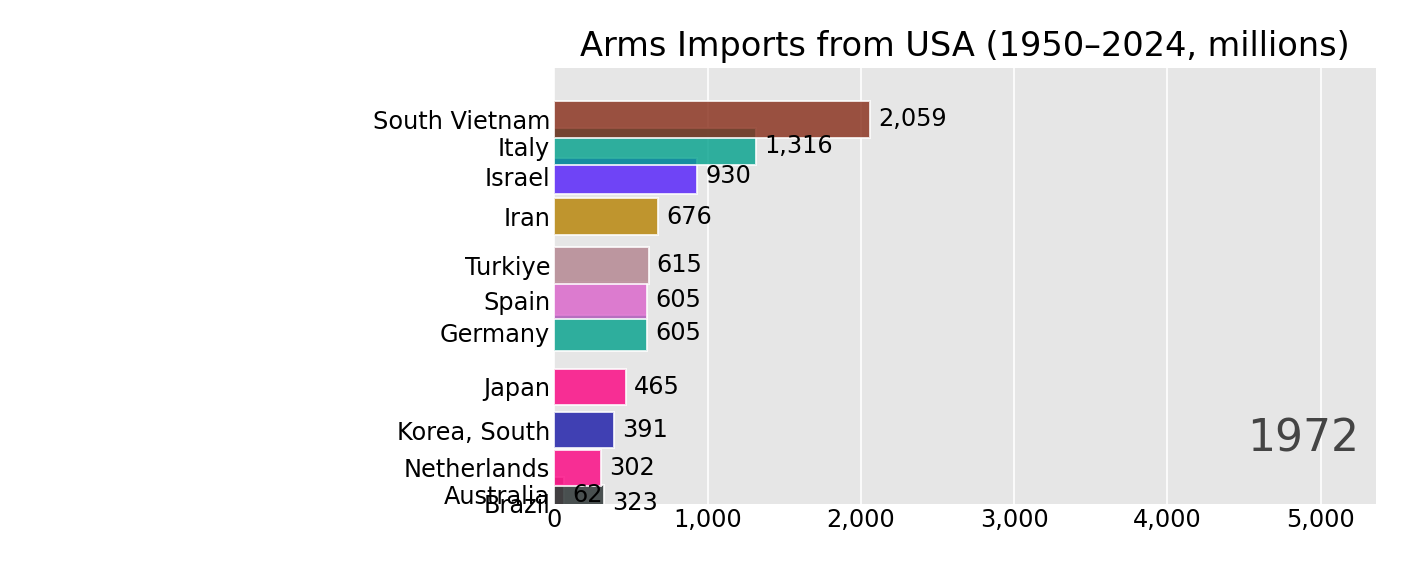 Arms Imports from USA (1950–2024, millions)
South Vietnam 2,059
Italy 1,316
Israel 930
Iran 676
Turkiye 615
Spain 605
Germany 605
Japan 465
Korea, South 391
1972
Netherlands 302
Australia 62
Brazil 323
0 1,000 2,000 3,000 4,000 5,000